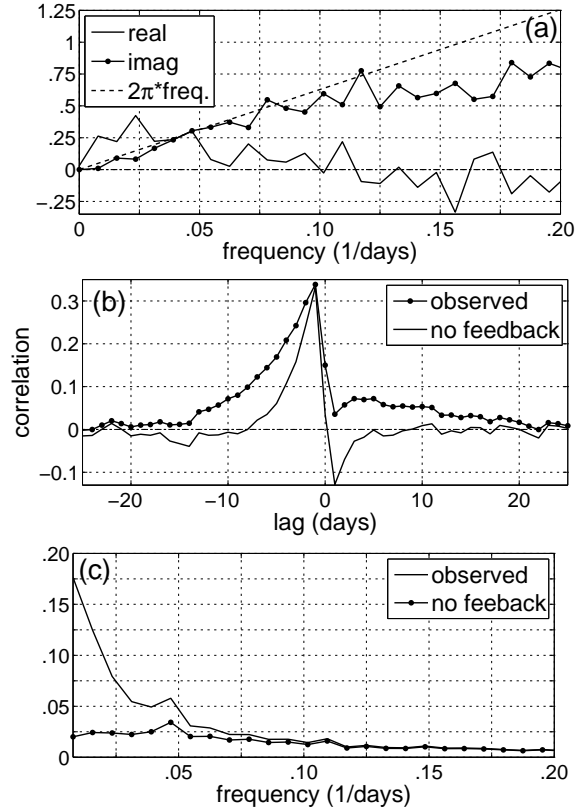 1.25
1
.75
.5
.25
0
−.25
real
imag
2π*freq.
(a)
0
.05
.10
.15
.20
frequency (1/days)
(b)
observed
no feedback
0.3
0.2
0.1
0
−0.1
correlation
−20
−10
0
10
20
lag (days)
(c)
observed
no feeback
.20
.15
.10
.05
0
.05
.10
.15
.20
frequency (1/days)